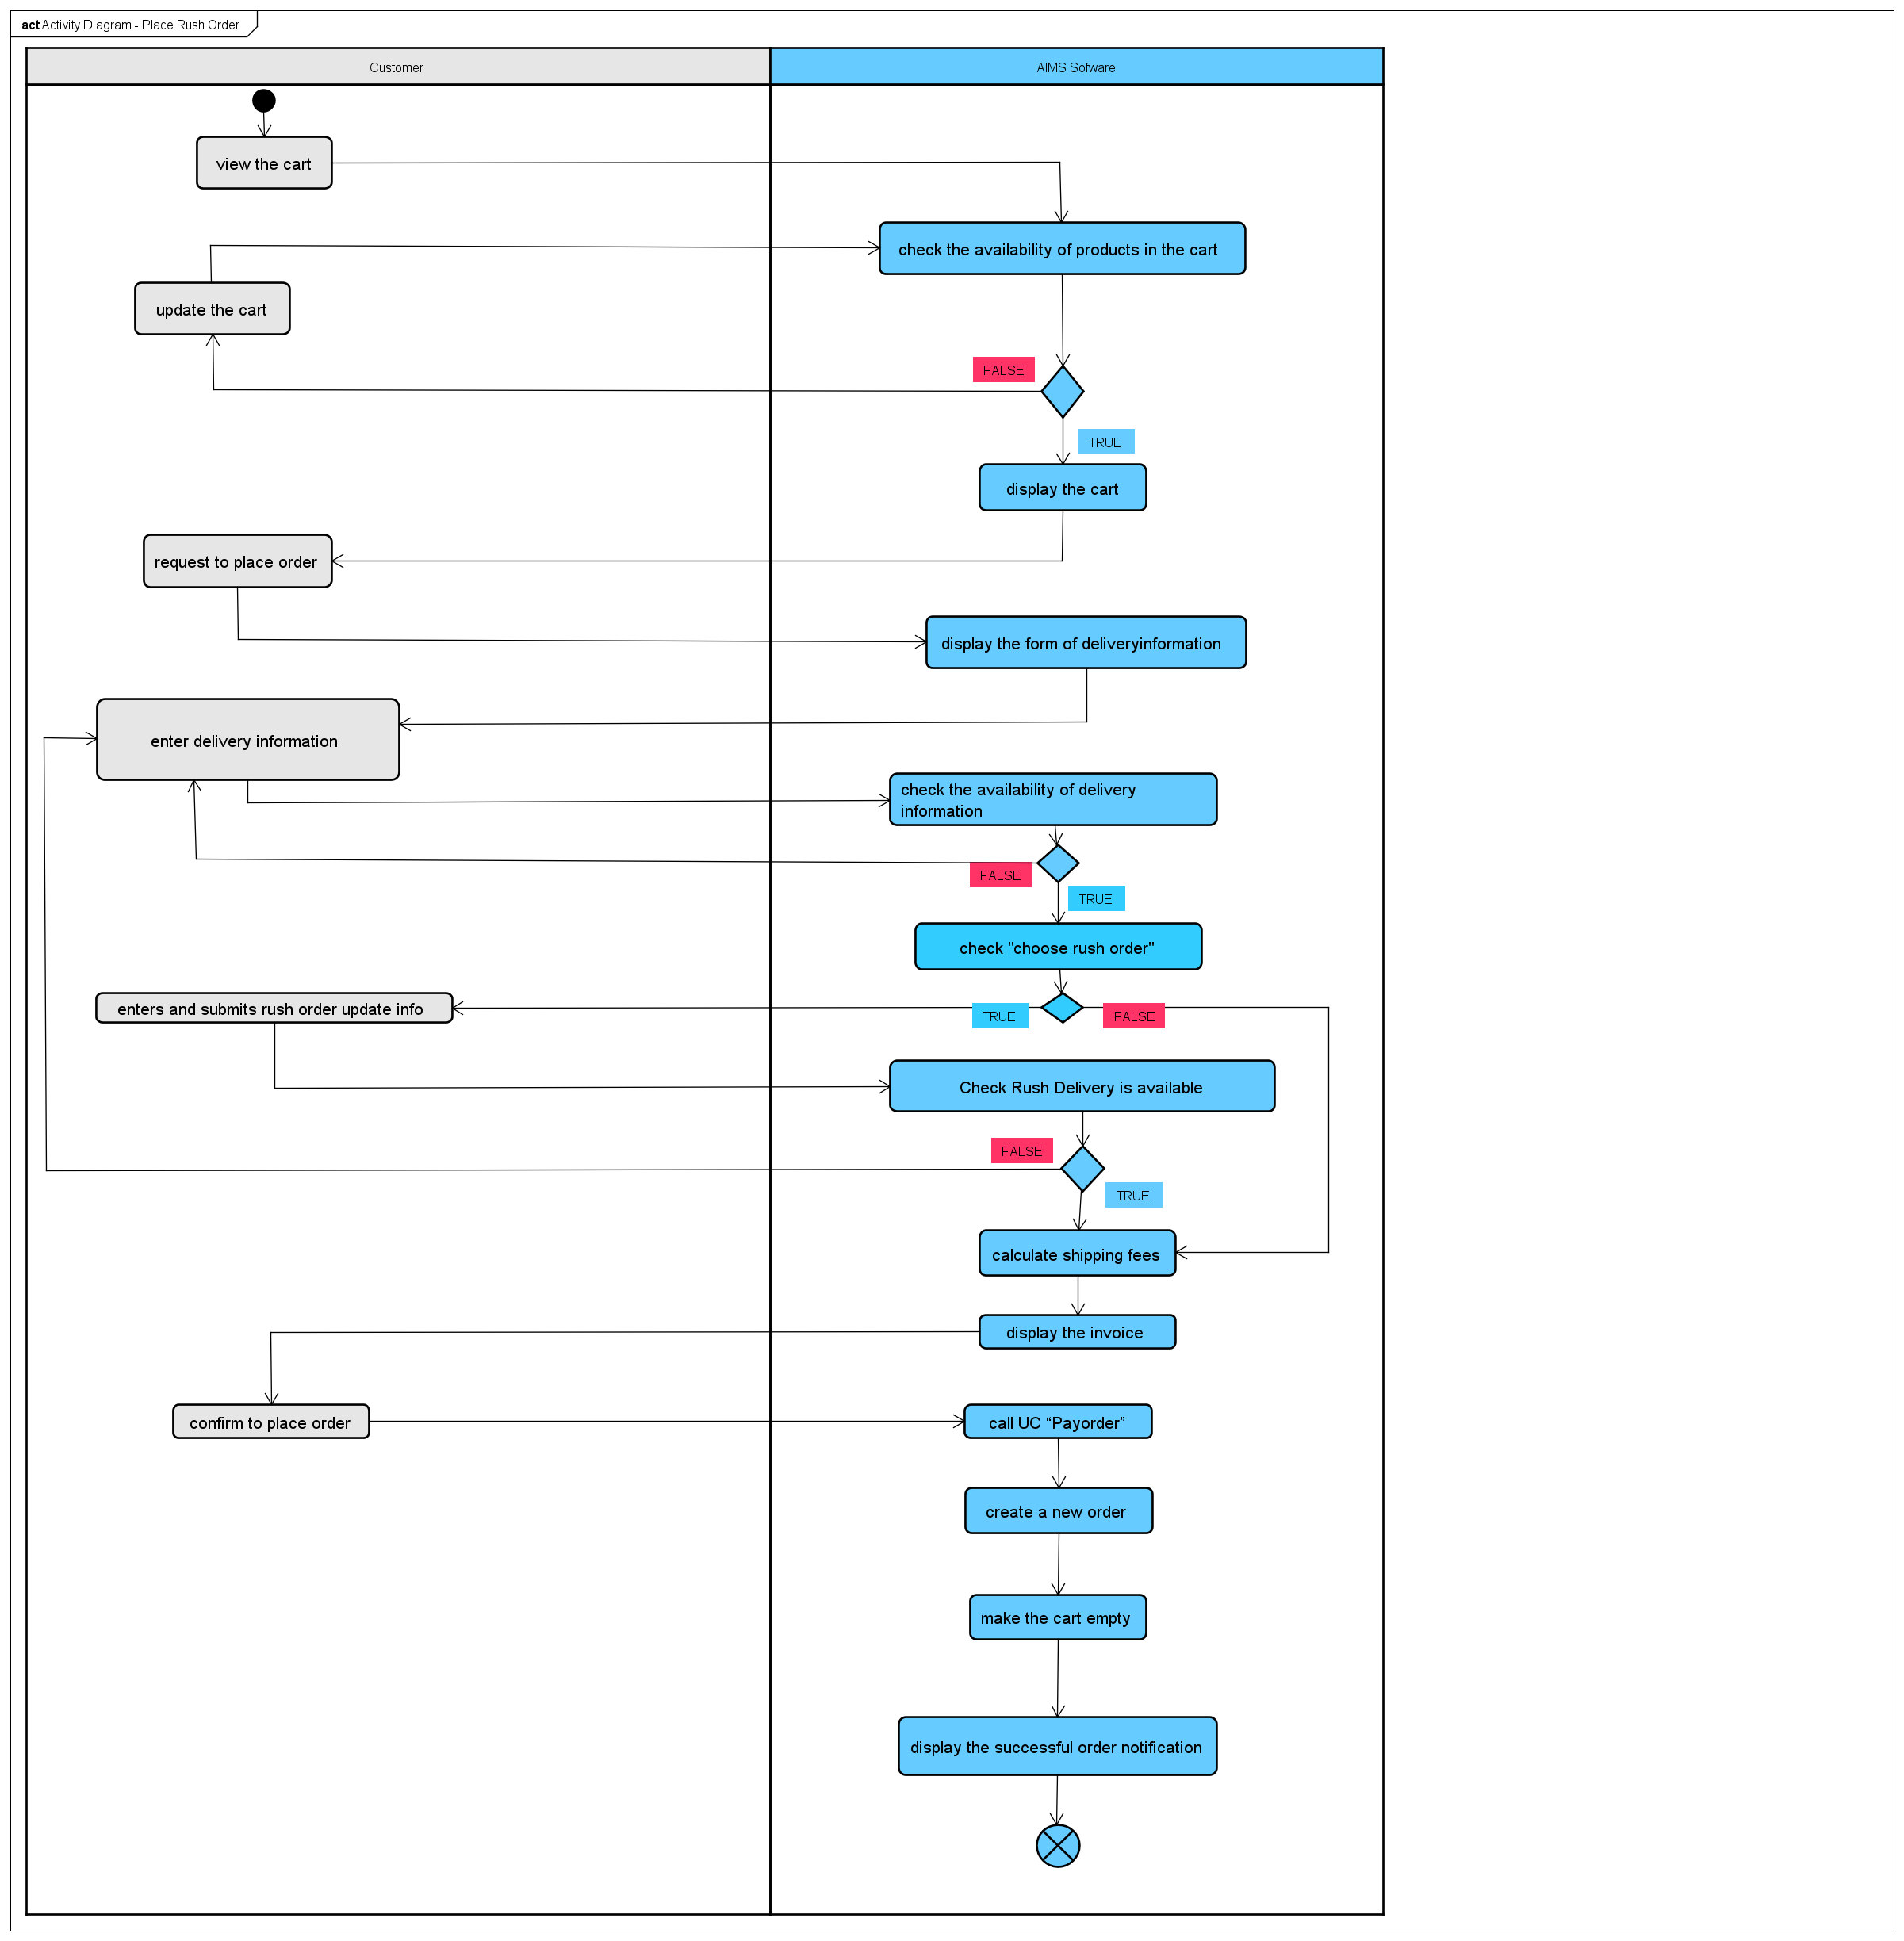 act Activity Diagram - Place Rush Order
Customer
AIMS Sofware
view the cart
check the availability of products in the cart
update the cart
FALSE
TRUE
display the cart
request to place order
display the form of deliveryinformation
enter delivery information
check the availability of delivery
information
FALSE
TRUE
check "choose rush order"
enters and submits rush order update info
TRUE
FALSE
Check Rush Delivery is available
FALSE
TRUE
calculate shipping fees
display the invoice
confirm to place order
call UC “Payorder”
create a new order
make the cart empty
display the successful order notification